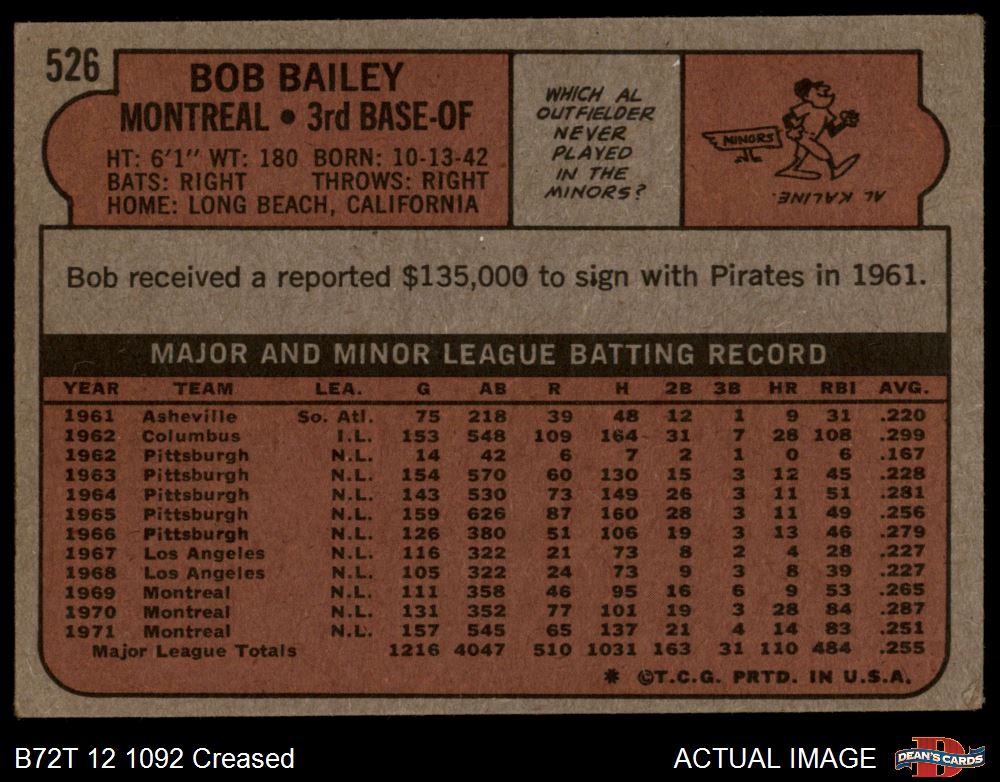 526
BOB BAILEY
MONTREAL • 3rd BASE-OF
HT: 6'1" WT: 180 BORN: 10-13-42
BATS: RIGHT THROWS: RIGHT
HOME: LONG BEACH, CALIFORNIA
WHICH AL
OUTFIELDER
NEVER
PLAYED
IN THE
MINORS?
MINORS
AL KALINE.
Bob received a reported $135,000 to sign with Pirates in 1961.
MAJOR AND MINOR LEAGUE BATTING RECORD
YEAR TEAM LEA. G AB R H 2B 3B HR RBI AVG.
1961 Asheville So. Atl. 75 218 39 48 12 1 9 31 .220
1962 Columbus I.L. 153 548 109 164 31 7 28 108 .299
1962 Pittsburgh N.L. 14 42 6 7 2 1 0 6 .167
1963 Pittsburgh N.L. 154 570 60 130 15 3 12 45 .228
1964 Pittsburgh N.L. 143 530 73 149 26 3 11 51 .281
1965 Pittsburgh N.L. 159 626 87 160 28 3 11 49 .256
1966 Pittsburgh N.L. 126 380 51 106 19 3 13 46 .279
1967 Los Angeles N.L. 116 322 21 73 8 2 4 28 .227
1968 Los Angeles N.L. 105 322 24 73 9 3 8 39 .227
1969 Montreal N.L. 111 358 46 95 16 6 9 53 .265
1970 Montreal N.L. 131 352 77 101 19 3 28 84 .287
1971 Montreal N.L. 157 545 65 137 21 4 14 83 .251
Major League Totals 1216 4047 510 1031 163 31 110 484 .255
* ©T.C.G. PRTD. IN U.S.A.
B72T 12 1092 Creased
ACTUAL IMAGE
DEAN'S CARDS